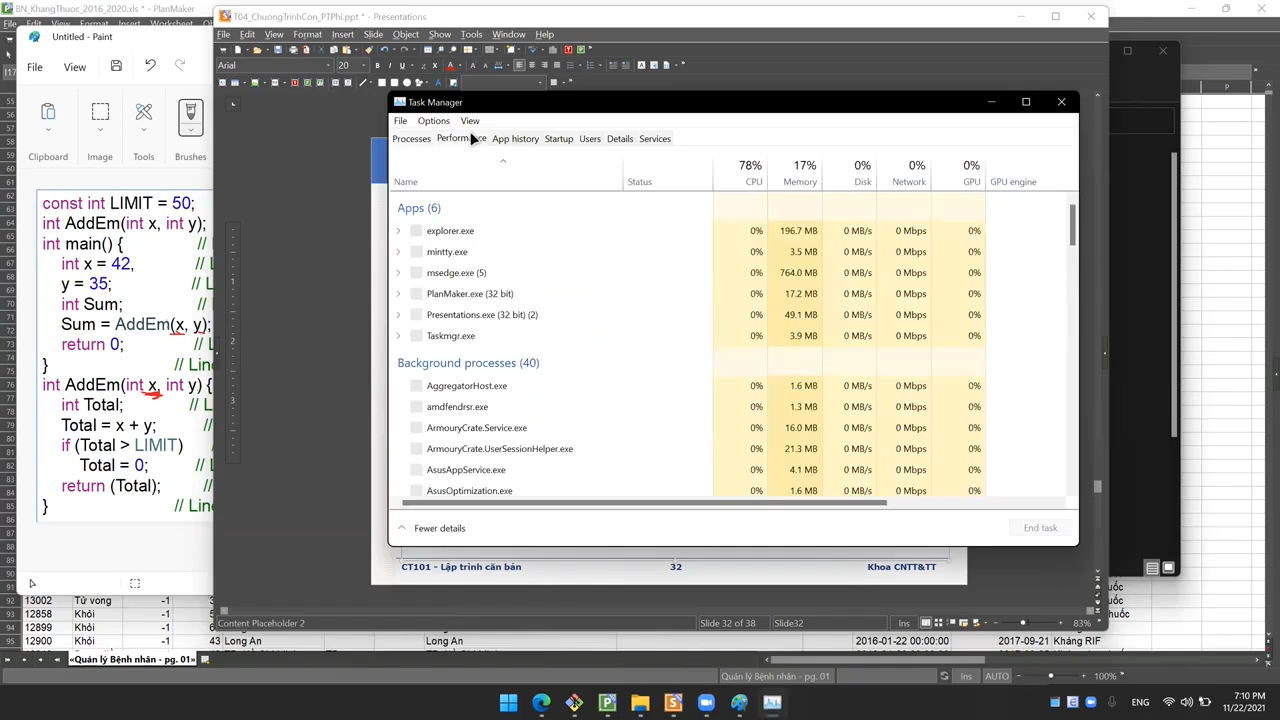 BN_KhangThuoc_2016_2020.xls * - PlanMaker
Untitled - Paint
File View
Clipboard Image Tools Brushes
const int LIMIT = 50;
int AddEm(int x, int y);
int main() { //
int x = 42, // L
y = 35; // L
int Sum; // L
Sum = AddEm(x, y);
return 0; // L
} // Lin
int AddEm(int x, int y) {
int Total; // L
Total = x + y; //
if (Total > LIMIT)
Total = 0; // L
return (Total); //
} // Line
T04_ChuongTrinhCon_PTPhi.ppt * - Presentations
File Edit View Format Insert Slide Object Show Tools Window Help
Arial 20
Task Manager
File Options View
Processes Performance App history Startup Users Details Services
78% 17% 0% 0% 0%
Name Status CPU Memory Disk Network GPU GPU engine
Apps (6)
explorer.exe 0% 196.7 MB 0 MB/s 0 Mbps 0%
mintty.exe 0% 3.5 MB 0 MB/s 0 Mbps 0%
msedge.exe (5) 0% 764.0 MB 0 MB/s 0 Mbps 0%
PlanMaker.exe (32 bit) 0% 17.2 MB 0 MB/s 0 Mbps 0%
Presentations.exe (32 bit) (2) 0% 49.1 MB 0 MB/s 0 Mbps 0%
Taskmgr.exe 0% 3.9 MB 0 MB/s 0 Mbps 0%
Background processes (40)
AggregatorHost.exe 0% 1.6 MB 0 MB/s 0 Mbps 0%
amdfendrsr.exe 0% 1.3 MB 0 MB/s 0 Mbps 0%
ArmouryCrate.Service.exe 0% 16.0 MB 0 MB/s 0 Mbps 0%
ArmouryCrate.UserSessionHelper.exe 0% 21.3 MB 0 MB/s 0 Mbps 0%
AsusAppService.exe 0% 4.1 MB 0 MB/s 0 Mbps 0%
AsusOptimization.exe 0% 1.6 MB 0 MB/s 0 Mbps 0%
Fewer details End task
CT101 - Lập trình căn bản 32 Khoa CNTT&TT
Content Placeholder 2 Slide 32 of 38 Slide32 Ins 83%
92 13002 Tử vong -1
93 12858 Khỏi -1
94 12899 Khỏi -1
95 12900 Khỏi -1 43 Long An Long An 2016-01-22 00:00:00 2017-09-21 Kháng RIF
«Quản lý Bệnh nhân - pg. 01»
Quản lý Bệnh nhân - pg. 01 Ins AUTO 100%
ENG 7:10 PM
11/22/2021